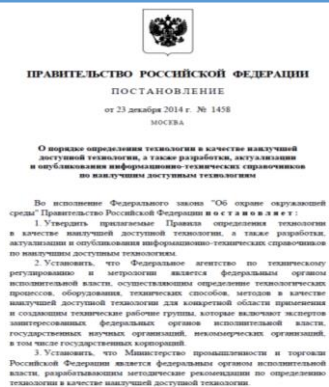 ПРАВИТЕЛЬСТВО РОССИЙСКОЙ ФЕДЕРАЦИИ
ПОСТАНОВЛЕНИЕ
от 23 декабря 2014 г. № 1458
МОСКВА
О порядке определения технологии в качестве наилучшей
доступной технологии, а также разработки, актуализации
и опубликования информационно-технических справочников
по наилучшим доступным технологиям
Во исполнение Федерального закона "Об охране окружающей
среды" Правительство Российской Федерации постановляет:
1. Утвердить прилагаемые Правила определения технологии
в качестве наилучшей доступной технологии, а также разработки,
актуализации и опубликования информационно-технических справочников
по наилучшим доступным технологиям.
2. Установить, что Федеральное агентство по техническому
регулированию и метрологии является федеральным органом
исполнительной власти, осуществляющим определение технологических
процессов, оборудования, технических способов, методов в качестве
наилучшей доступной технологии для конкретной области применения
и создающим технические рабочие группы, которые включают экспертов
заинтересованных федеральных органов исполнительной власти,
государственных научных организаций, некоммерческих организаций,
в том числе государственных корпораций.
3. Установить, что Министерство промышленности и торговли
Российской Федерации является федеральным органом исполнительной
власти, разрабатывающим методические рекомендации по определению
технологии в качестве наилучшей доступной технологии.